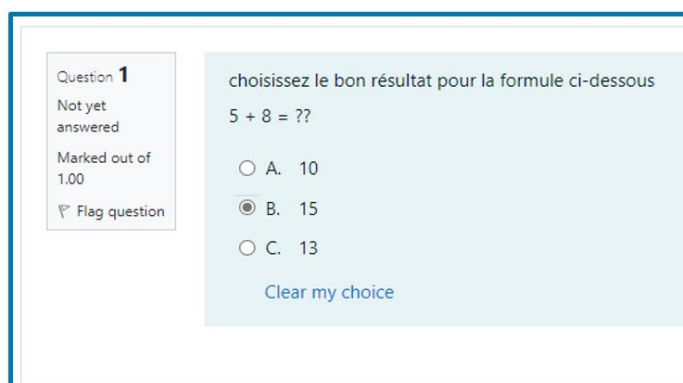 Question 1
Not yet
answered
Marked out of
1.00
Flag question
choisissez le bon résultat pour la formule ci-dessous
5 + 8 = ??
A. 10
B. 15
C. 13
Clear my choice